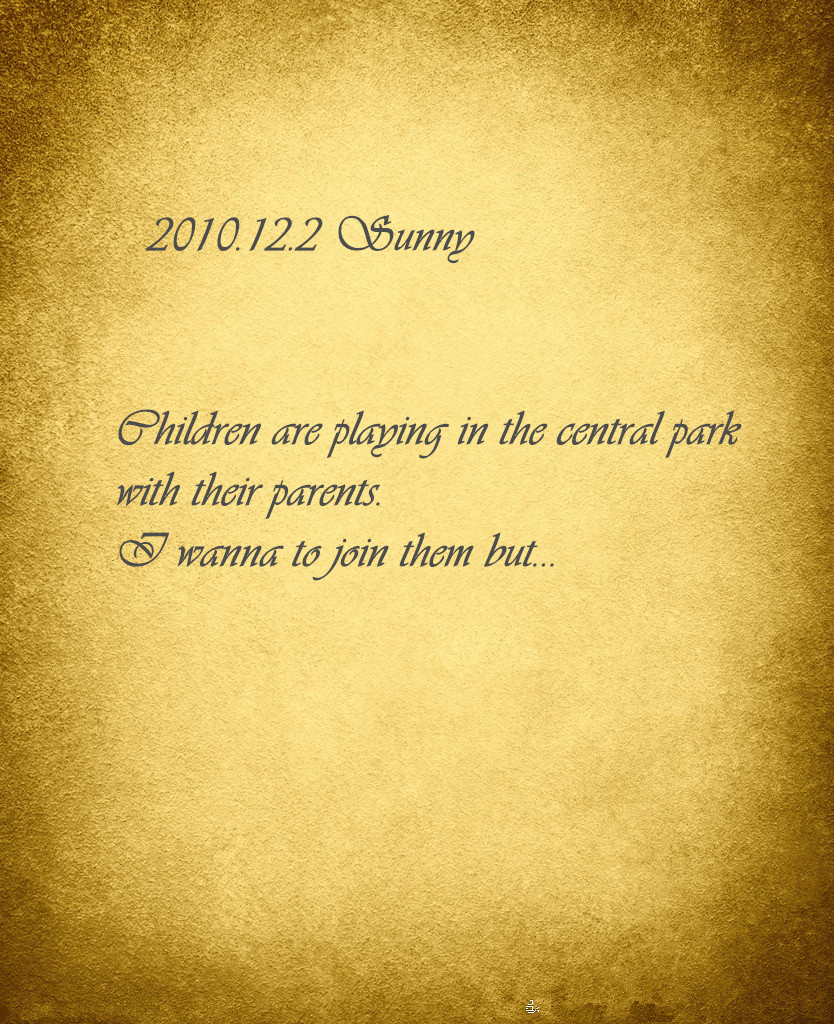 2010.12.2 Sunny
Children are playing in the central park
with their parents.
I wanna to join them but...